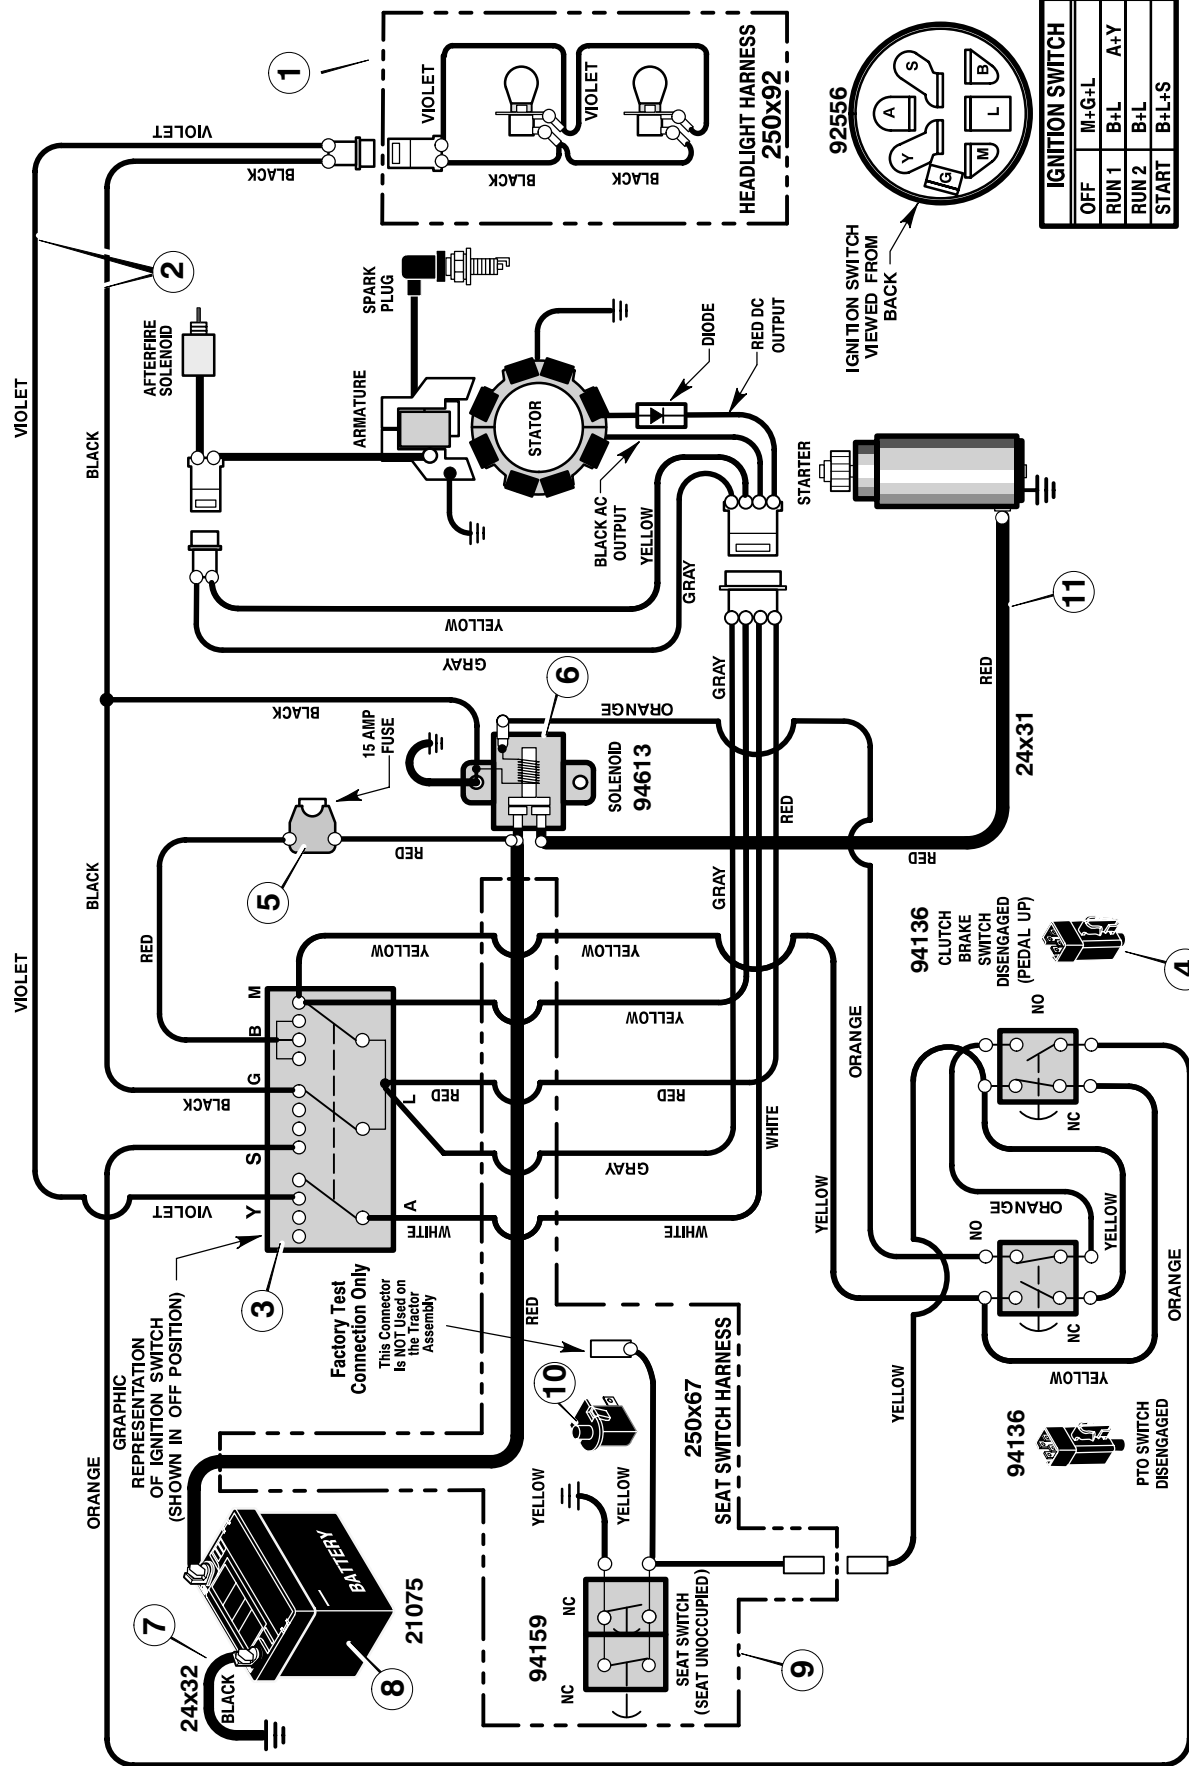 GRAPHIC
REPRESENTATION
OF IGNITION SWITCH
(SHOWN IN OFF POSITION)
VIOLET
VIOLET
VIOLET
VIOLET
BLACK
BLACK
BLACK
BLACK
BLACK
ORANGE
2
1
VIOLET
VIOLET
BLACK
BLACK
HEADLIGHT HARNESS
250x92
AFTERFIRE
SOLENOID
ARMATURE
SPARK
PLUG
STATOR
DIODE
RED DC
OUTPUT
BLACK AC
OUTPUT
YELLOW
GRAY
YELLOW
GRAY
92556
A
S
Y
B
L
M
G
IGNITION SWITCH
VIEWED FROM
BACK
IGNITION SWITCH
OFF M+G+L
RUN 1 B+L A+Y
RUN 2 B+L
START B+L+S
15 AMP
FUSE
5
RED
RED
Y
S
G
B
M
A
L
3
6
SOLENOID
94613
ORANGE
STARTER
11
RED
RED
24x31
GRAY
RED
GRAY
YELLOW
YELLOW
YELLOW
RED
RED
GRAY
WHITE
WHITE
WHITE
Factory Test
Connection Only
This Connector
Is NOT Used on
the Tractor
Assembly
RED
7
24x32
BLACK
BATTERY
21075
8
10
250x67
SEAT SWITCH HARNESS
YELLOW
YELLOW
94159
NC
NC
SEAT SWITCH
(SEAT UNOCCUPIED)
9
YELLOW
YELLOW
ORANGE
94136
CLUTCH
BRAKE
SWITCH
DISENGAGED
(PEDAL UP)
4
NO
NC
NO
NC
ORANGE
YELLOW
YELLOW
ORANGE
94136
PTO SWITCH
DISENGAGED